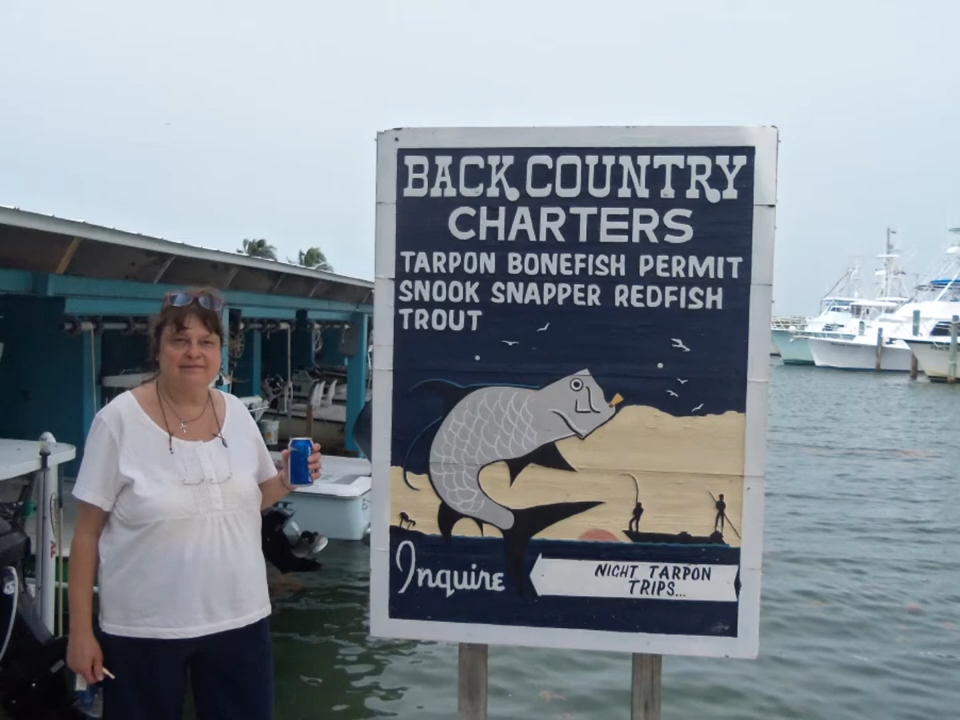 BACK COUNTRY
CHARTERS
TARPON BONEFISH PERMIT
SNOOK SNAPPER REDFISH
TROUT
Inquire
NIGHT TARPON
TRIPS...